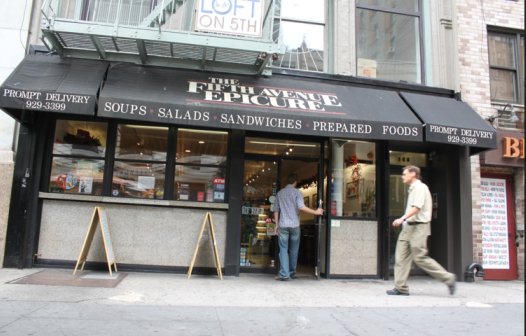 LOFT
ON 5TH
THE
FIFTH AVENUE
EPICURE
PROMPT DELIVERY
929-3399
SOUPS · SALADS · SANDWICHES · PREPARED FOODS
PROMPT DELIVERY
929-3399